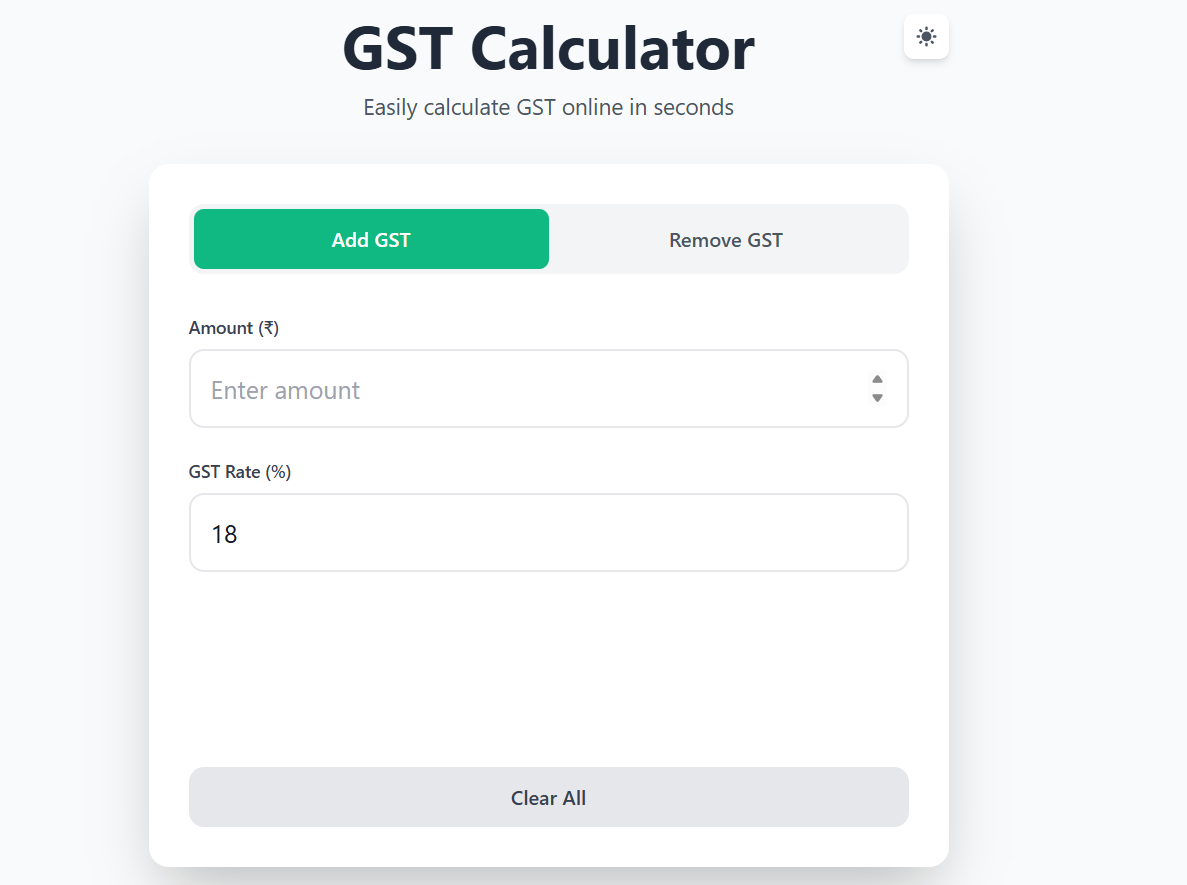 GST Calculator
Easily calculate GST online in seconds
Add GST
Remove GST
Amount (₹)
Enter amount
GST Rate (%)
18
Clear All